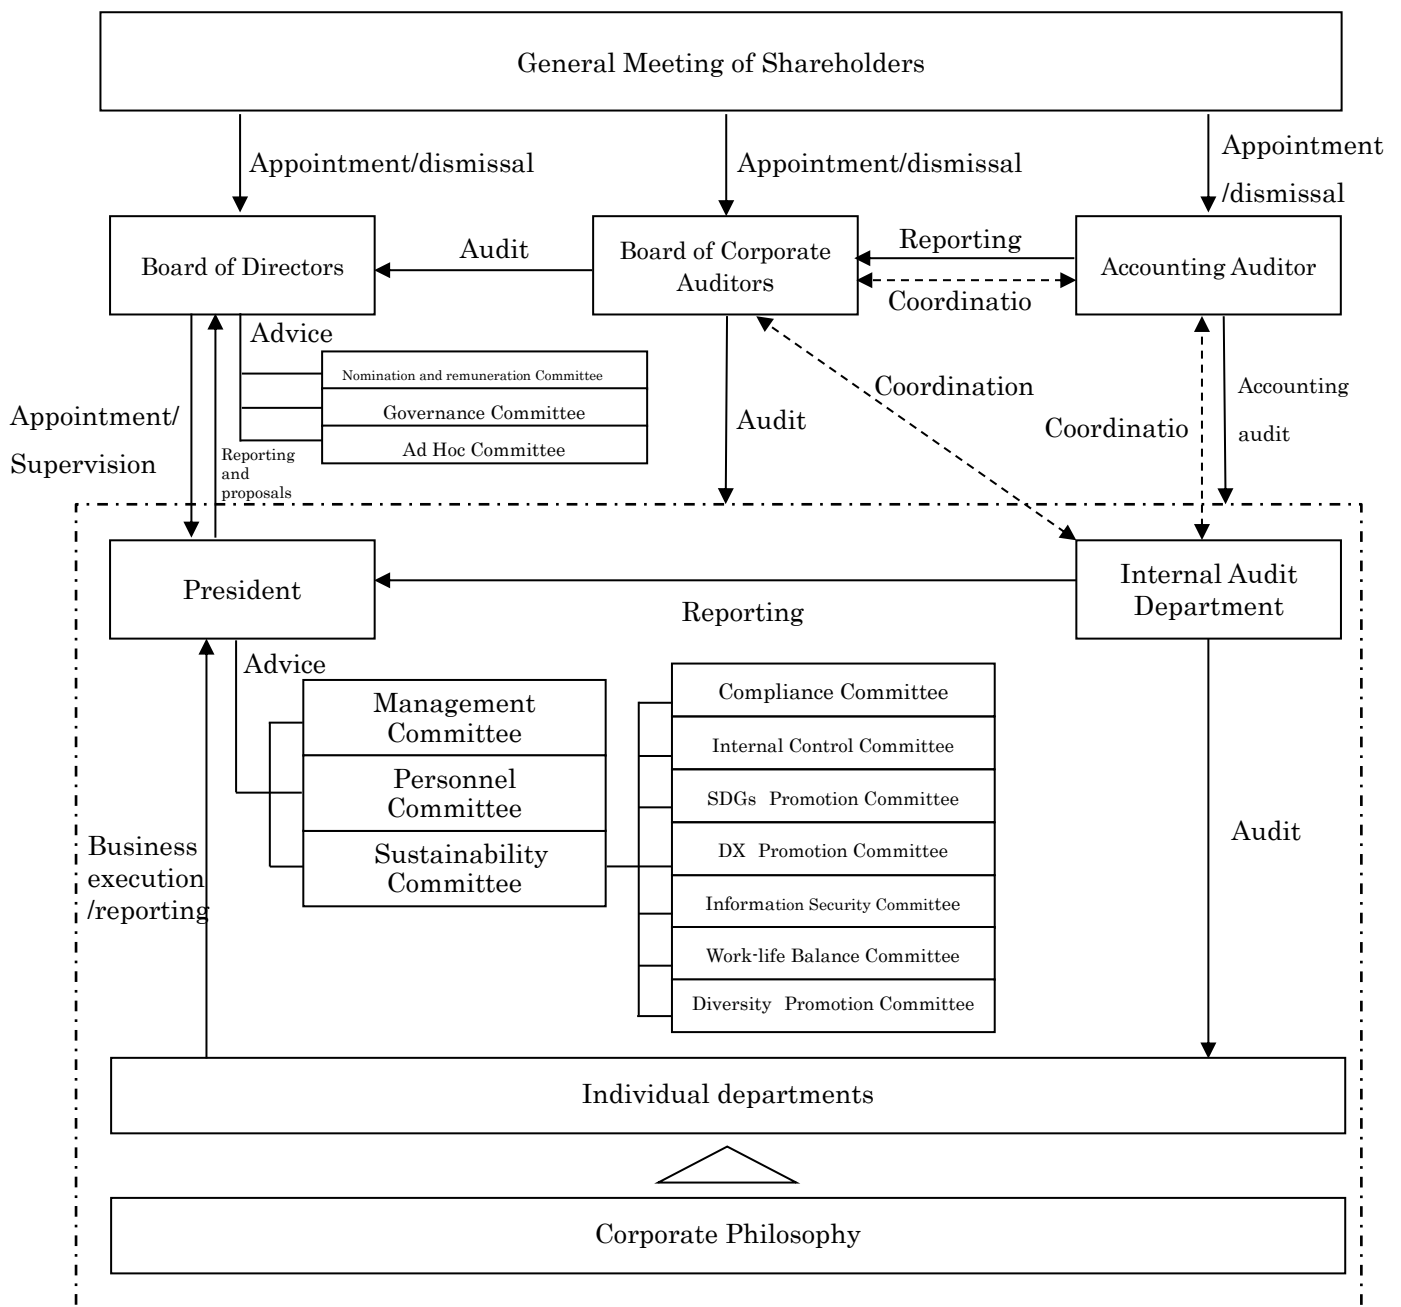 General Meeting of Shareholders
Appointment/dismissal
Appointment/dismissal
Appointment
/dismissal
Board of Directors
Audit
Board of Corporate
Auditors
Reporting
Coordinatio
Accounting Auditor
Advice
Nomination and remuneration Committee
Governance Committee
Ad Hoc Committee
Appointment/
Supervision
Reporting
and
proposals
Audit
Coordination
Coordinatio
Accounting
audit
President
Reporting
Internal Audit
Department
Advice
Management
Committee
Personnel
Committee
Sustainability
Committee
Compliance Committee
Internal Control Committee
SDGs Promotion Committee
DX Promotion Committee
Information Security Committee
Work-life Balance Committee
Diversity Promotion Committee
Business
execution
/reporting
Audit
Individual departments
Corporate Philosophy